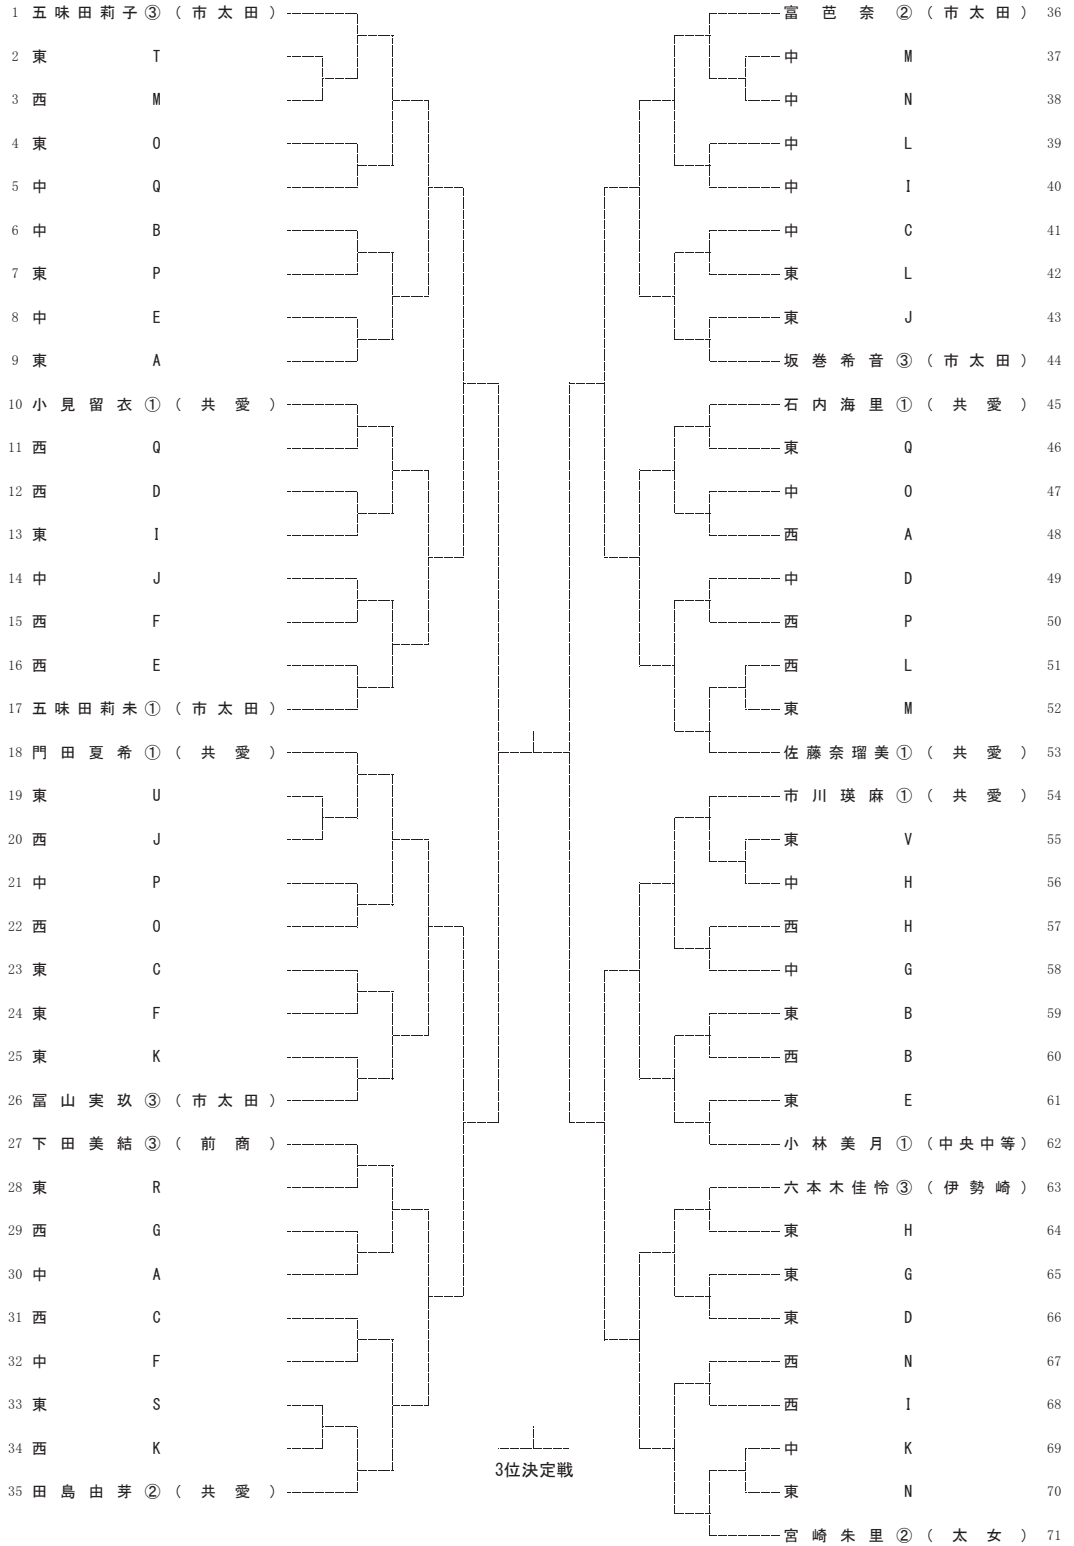 1 五味田莉子③（市太田）
2 東 T
3 西 M
4 東 O
5 中 Q
6 中 B
7 東 P
8 中 E
9 東 A
10 小見留衣①（共愛）
11 西 Q
12 西 D
13 東 I
14 中 J
15 西 F
16 西 E
17 五味田莉未①（市太田）
18 門田夏希①（共愛）
19 東 U
20 西 J
21 中 P
22 西 O
23 東 C
24 東 F
25 東 K
26 冨山実玖③（市太田）
27 下田美結③（前商）
28 東 R
29 西 G
30 中 A
31 西 C
32 中 F
33 東 S
34 西 K
35 田島由芽②（共愛）
3位決定戦
富芭奈②（市太田） 36
中 M 37
中 N 38
中 L 39
中 I 40
中 C 41
東 L 42
東 J 43
坂巻希音③（市太田） 44
石内海里①（共愛） 45
東 Q 46
中 O 47
西 A 48
中 D 49
西 P 50
西 L 51
東 M 52
佐藤奈瑠美①（共愛） 53
市川瑛麻①（共愛） 54
東 V 55
中 H 56
西 H 57
中 G 58
東 B 59
西 B 60
東 E 61
小林美月①（中央中等） 62
六本木佳怜③（伊勢崎） 63
東 H 64
東 G 65
東 D 66
西 N 67
西 I 68
中 K 69
東 N 70
宮崎朱里②（太女） 71